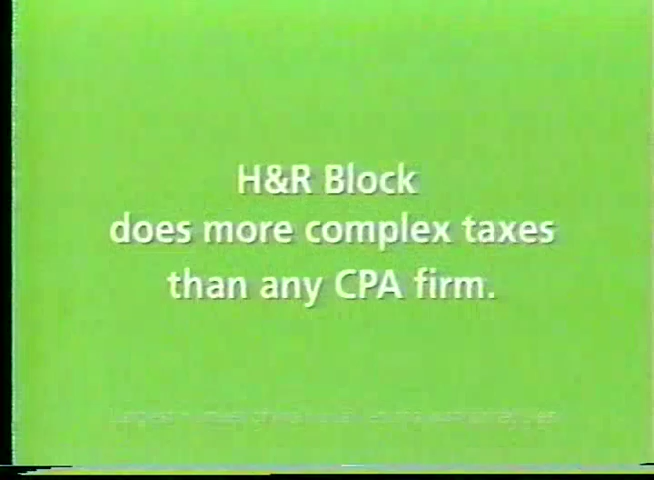 H&R Block
does more complex taxes
than any CPA firm.